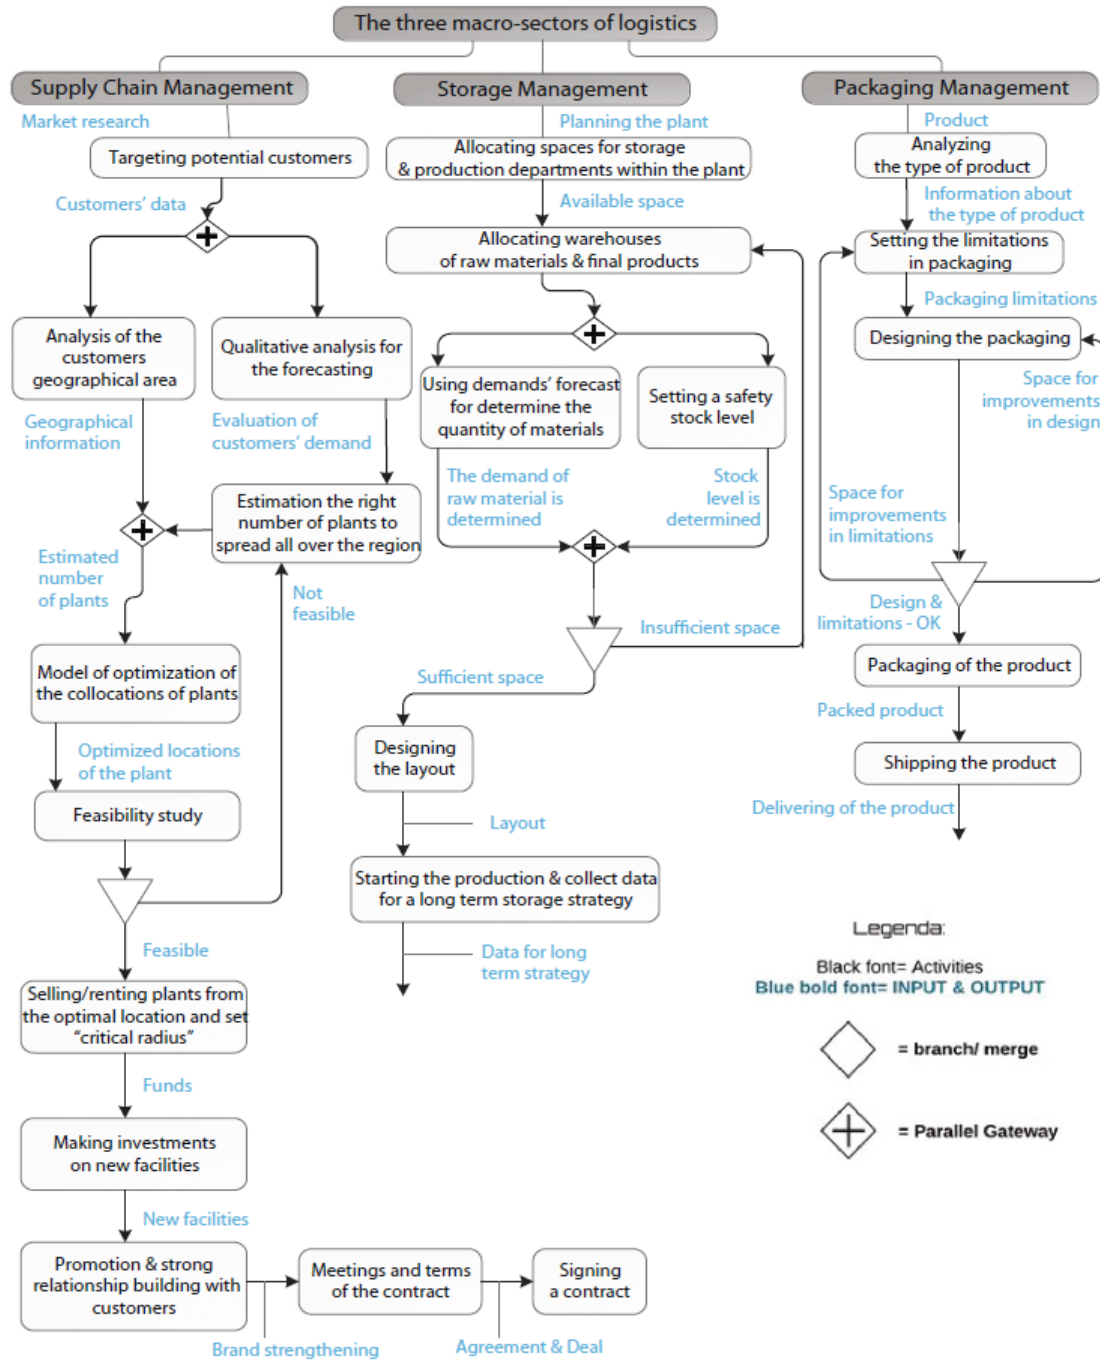 The three macro-sectors of logistics
Supply Chain Management
Market research
Targeting potential customers
Customers' data
Analysis of the
customers
geographical area
Qualitative analysis for
the forecasting
Geographical
information
Evaluation of
customers' demand
Estimation the right
number of plants to
spread all over the region
Estimated
number
of plants
Not
feasible
Model of optimization of
the collocations of plants
Optimized locations
of the plant
Feasibility study
Feasible
Selling/renting plants from
the optimal location and set
"critical radius"
Funds
Making investments
on new facilities
New facilities
Promotion & strong
relationship building with
customers
Brand strengthening
Meetings and terms
of the contract
Agreement & Deal
Signing
a contract
Storage Management
Planning the plant
Allocating spaces for storage
& production departments within the plant
Available space
Allocating warehouses
of raw materials & final products
Using demands' forecast
for determine the
quantity of materials
Setting a safety
stock level
The demand of
raw material is
determined
Stock
level is
determined
Insufficient space
Sufficient space
Designing
the layout
Layout
Starting the production & collect data
for a long term storage strategy
Data for long
term strategy
Packaging Management
Product
Analyzing
the type of product
Information about
the type of product
Setting the limitations
in packaging
Packaging limitations
Designing the packaging
Space for
improvements
in design
Space for
improvements
in limitations
Design &
limitations - OK
Packaging of the product
Packed product
Shipping the product
Delivering of the product
Legenda:
Black font= Activities
Blue bold font= INPUT & OUTPUT
= branch/ merge
= Parallel Gateway